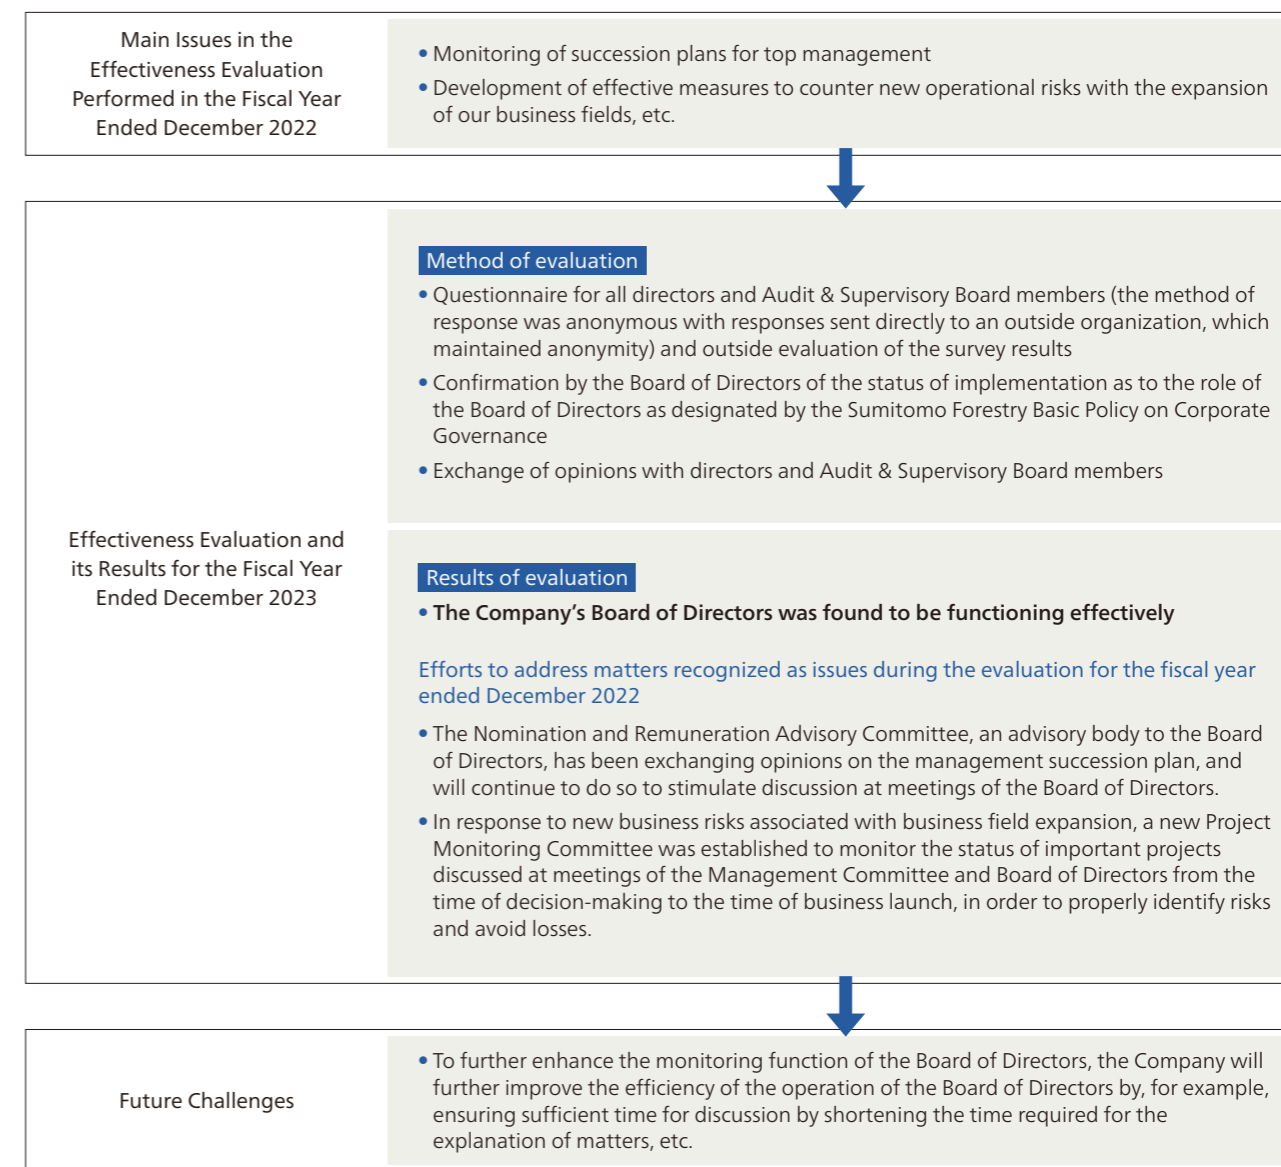 Main Issues in the
Effectiveness Evaluation
Performed in the Fiscal Year
Ended December 2022
• Monitoring of succession plans for top management
• Development of effective measures to counter new operational risks with the expansion
of our business fields, etc.
Effectiveness Evaluation and
its Results for the Fiscal Year
Ended December 2023
Method of evaluation
• Questionnaire for all directors and Audit & Supervisory Board members (the method of
response was anonymous with responses sent directly to an outside organization, which
maintained anonymity) and outside evaluation of the survey results
• Confirmation by the Board of Directors of the status of implementation as to the role of
the Board of Directors as designated by the Sumitomo Forestry Basic Policy on Corporate
Governance
• Exchange of opinions with directors and Audit & Supervisory Board members
Results of evaluation
• The Company’s Board of Directors was found to be functioning effectively
Efforts to address matters recognized as issues during the evaluation for the fiscal year
ended December 2022
• The Nomination and Remuneration Advisory Committee, an advisory body to the Board
of Directors, has been exchanging opinions on the management succession plan, and
will continue to do so to stimulate discussion at meetings of the Board of Directors.
• In response to new business risks associated with business field expansion, a new Project
Monitoring Committee was established to monitor the status of important projects
discussed at meetings of the Management Committee and Board of Directors from the
time of decision-making to the time of business launch, in order to properly identify risks
and avoid losses.
Future Challenges
• To further enhance the monitoring function of the Board of Directors, the Company will
further improve the efficiency of the operation of the Board of Directors by, for example,
ensuring sufficient time for discussion by shortening the time required for the
explanation of matters, etc.